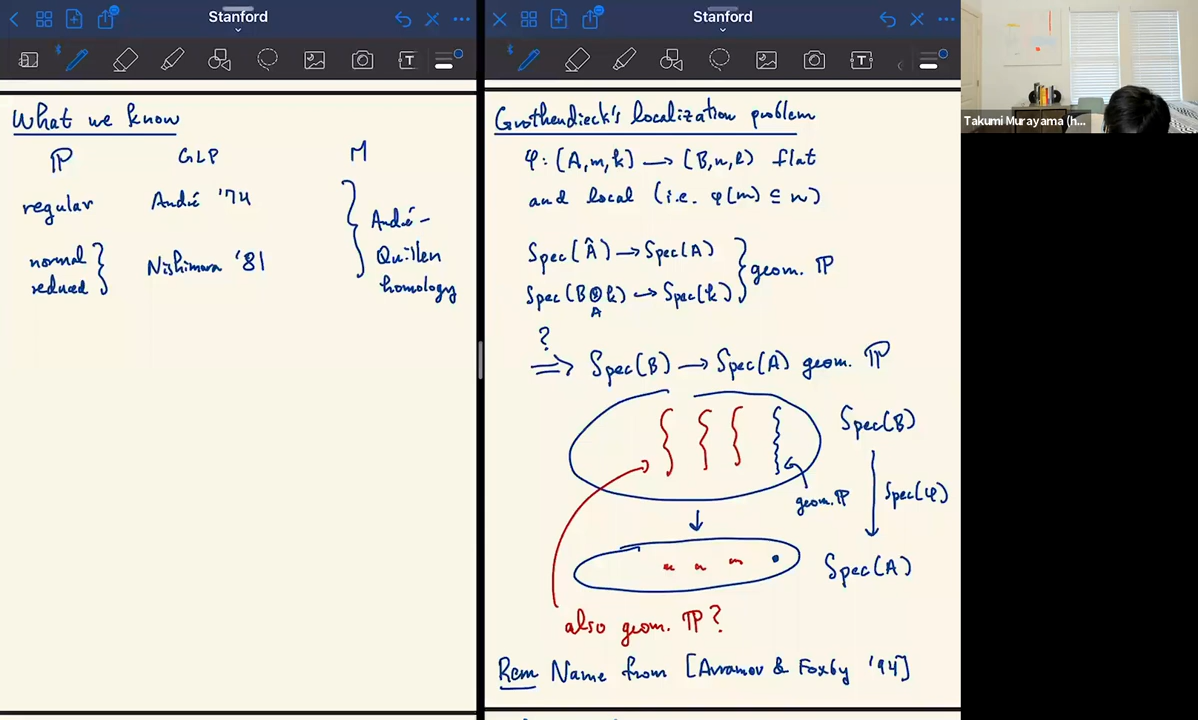 Stanford
What we know
ℙ GLP M
regular André '74
normal
reduced } Nishimura '81
} André-
Quillen
homology
Stanford
Grothendieck's localization problem
φ: (A,m,k) → (B,n,l) flat
and local (i.e. φ(m) ⊆ n)
Spec(Â) → Spec(A)
Spec(B⊗_A k) → Spec(k) } geom. ℙ
?
⟹ Spec(B) → Spec(A) geom. ℙ
Spec(B)
geom. ℙ
Spec(φ)
Spec(A)
also geom. ℙ?
Rem Name from [Avramov & Foxby '94]
Takumi Murayama (h...